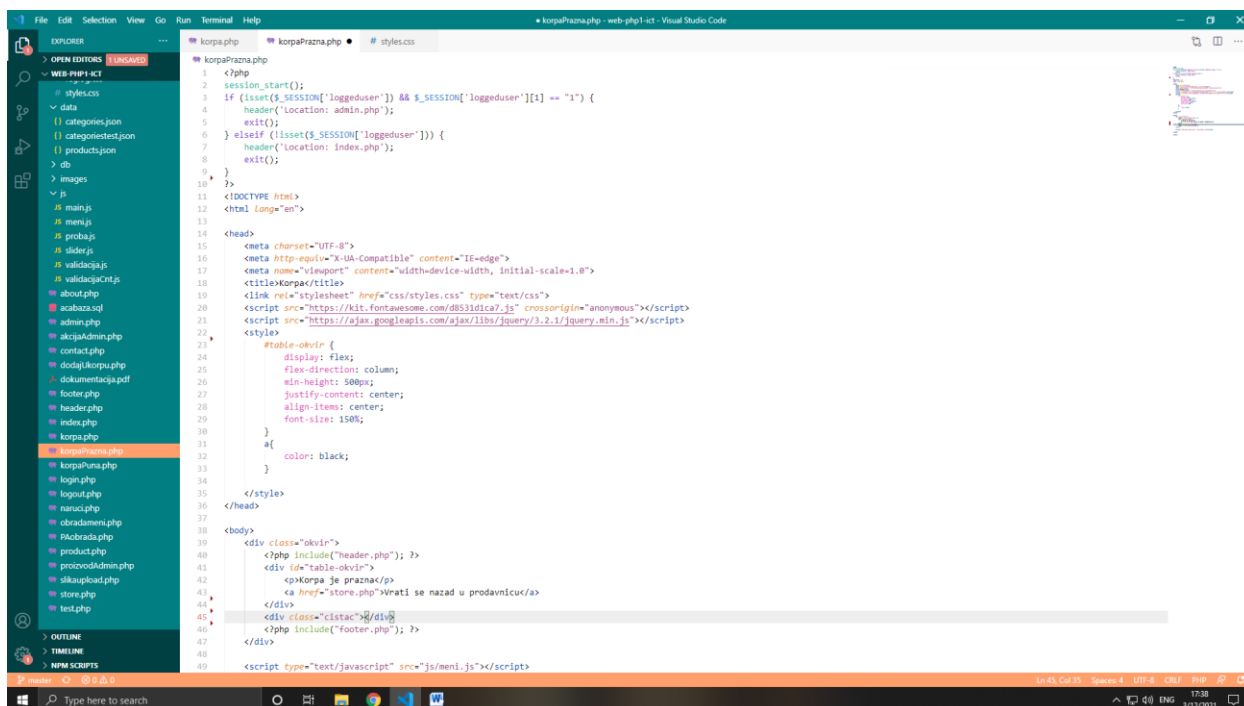 File Edit Selection View Go Run Terminal Help
● korpaPrazna.php - web-php1-ict - Visual Studio Code
EXPLORER
OPEN EDITORS 1 UNSAVED
WEB-PHP1-ICT
# styles.css
data
{} categories.json
{} categoriestest.json
{} products.json
db
images
js
JS main.js
JS meni.js
JS proba.js
JS slider.js
JS validacija.js
JS validacijaCnt.js
about.php
acabaza.sql
admin.php
akcijaAdmin.php
contact.php
dodajUkorpu.php
dokumentacija.pdf
footer.php
header.php
index.php
korpa.php
korpaPrazna.php
korpaPuna.php
login.php
logout.php
naruci.php
obradameni.php
PAobrada.php
product.php
proizvodAdmin.php
slikaupload.php
store.php
test.php
OUTLINE
TIMELINE
NPM SCRIPTS
korpa.php korpaPrazna.php ● # styles.css
korpaPrazna.php
1 <?php
2 session_start();
3 if (isset($_SESSION['loggeduser']) && $_SESSION['loggeduser'][1] == "1") {
4 header('Location: admin.php');
5 exit();
6 } elseif (!isset($_SESSION['loggeduser'])) {
7 header('Location: index.php');
8 exit();
9 }
10 ?>
11 <!DOCTYPE html>
12 <html lang="en">
13
14 <head>
15 <meta charset="UTF-8">
16 <meta http-equiv="X-UA-Compatible" content="IE=edge">
17 <meta name="viewport" content="width=device-width, initial-scale=1.0">
18 <title>Korpa</title>
19 <link rel="stylesheet" href="css/styles.css" type="text/css">
20 <script src="https://kit.fontawesome.com/d8531d1ca7.js" crossorigin="anonymous"></script>
21 <script src="https://ajax.googleapis.com/ajax/libs/jquery/3.2.1/jquery.min.js"></script>
22 <style>
23 #table-okvir {
24 display: flex;
25 flex-direction: column;
26 min-height: 500px;
27 justify-content: center;
28 align-items: center;
29 font-size: 150%;
30 }
31 a{
32 color: black;
33 }
34
35 </style>
36 </head>
37
38 <body>
39 <div class="okvir">
40 <?php include("header.php"); ?>
41 <div id="table-okvir">
42 <p>Korpa je prazna</p>
43 <a href="store.php">Vrati se nazad u prodavnicu</a>
44 </div>
45 <div class="cistac"></div>
46 <?php include("footer.php"); ?>
47 </div>
48
49 <script type="text/javascript" src="js/meni.js"></script>
master 0 0 Ln 45, Col 35 Spaces: 4 UTF-8 CRLF PHP
Type here to search
ENG 17:38
3/12/2021